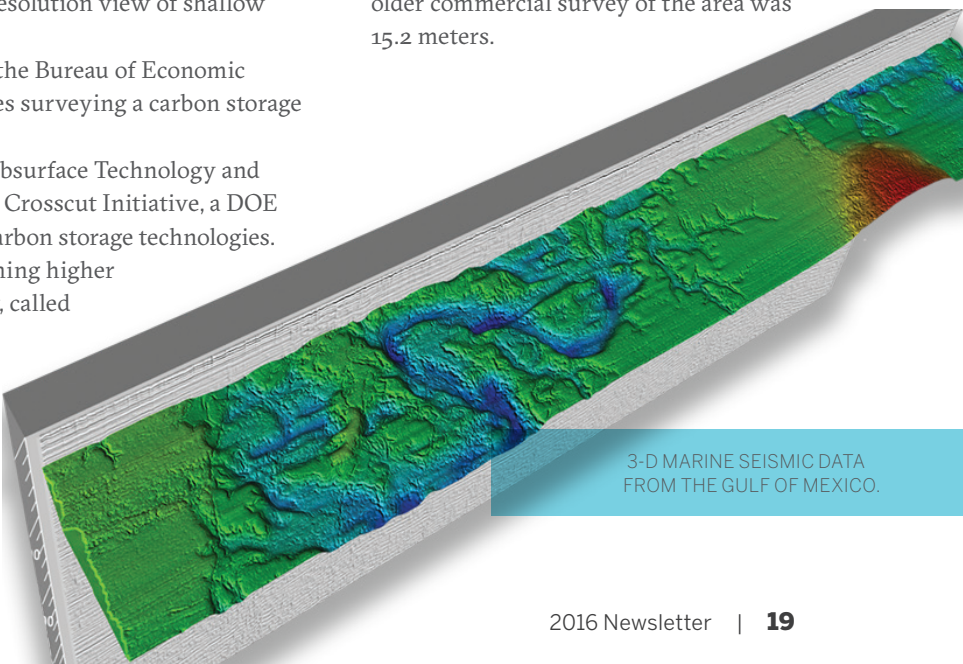 esolution view of shallow
the Bureau of Economic
es surveying a carbon storage
bsurface Technology and
Crosscut Initiative, a DOE
arbon storage technologies.
ning higher
, called
older commercial survey of the area was
15.2 meters.
3-D MARINE SEISMIC DATA
FROM THE GULF OF MEXICO.
2016 Newsletter | 19